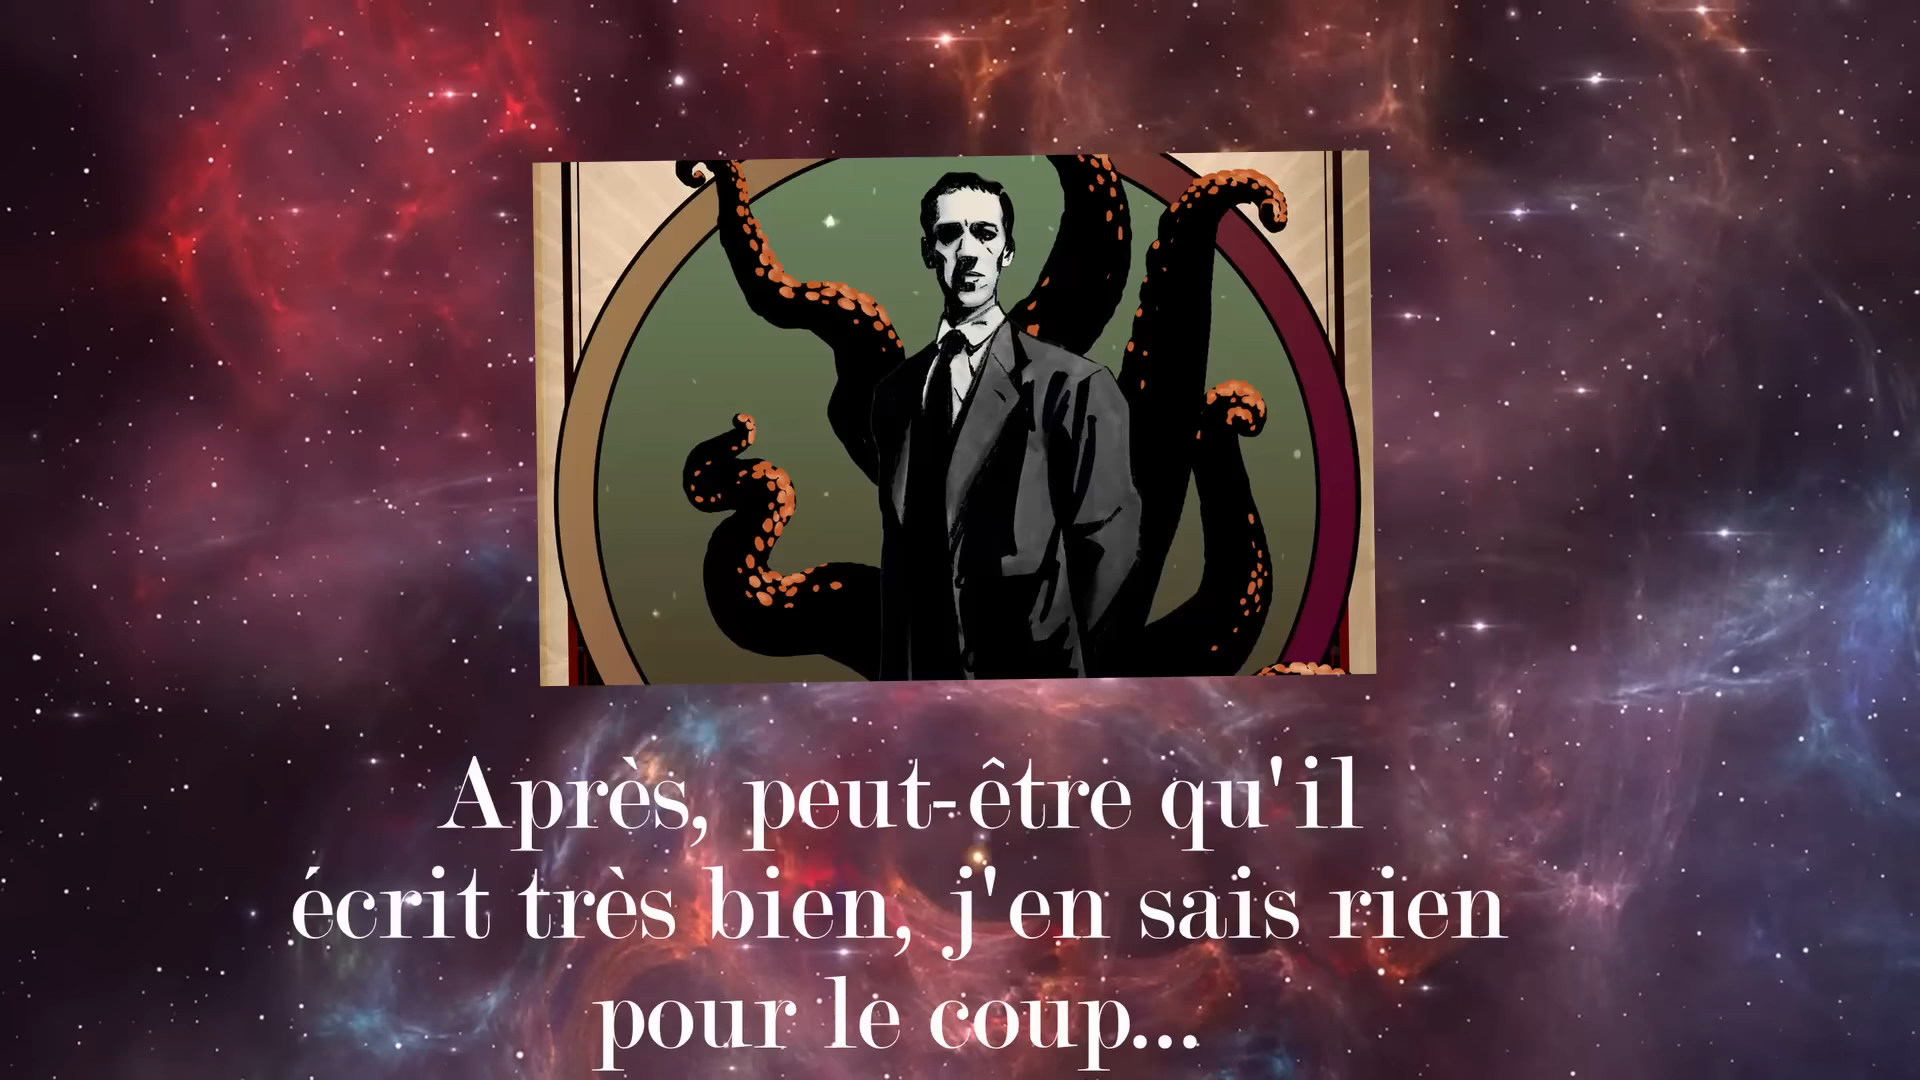 Après, peut-être qu'il
écrit très bien, j'en sais rien
pour le coup...